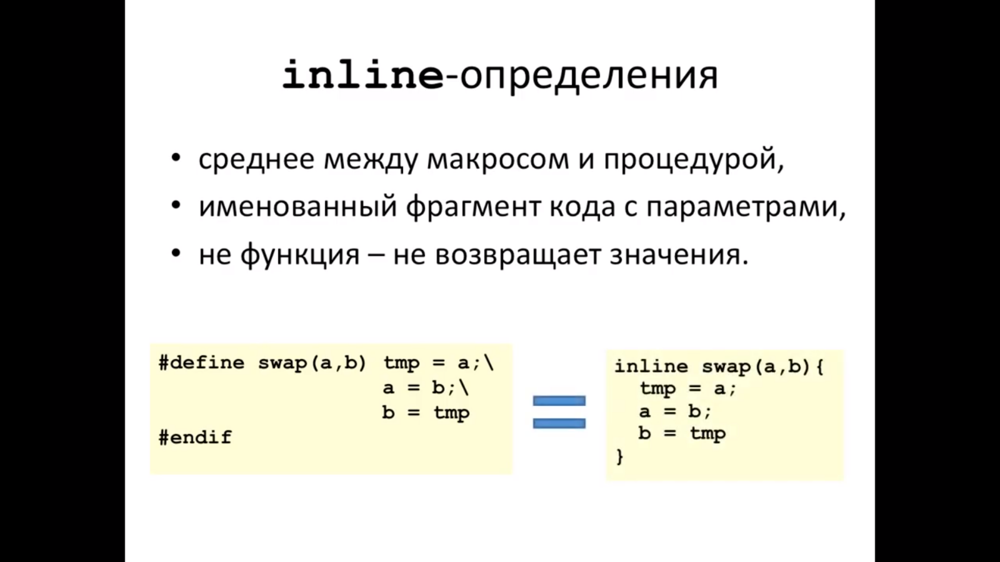 inline-определения
• среднее между макросом и процедурой,
• именованный фрагмент кода с параметрами,
• не функция – не возвращает значения.
#define swap(a,b) tmp = a;\
a = b;\
b = tmp
#endif
inline swap(a,b){
tmp = a;
a = b;
b = tmp
}